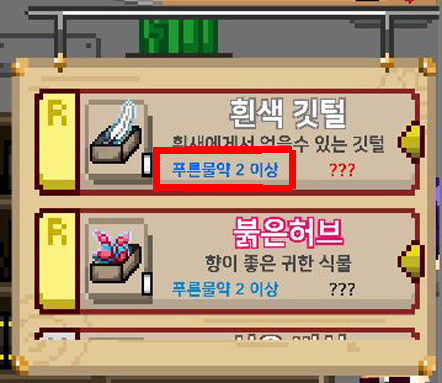 R
흰색 깃털
흰새에게서 얻을수 있는 깃털
푸른물약 2 이상 ???
R
붉은허브
향이 좋은 귀한 식물
푸른물약 2 이상 ???